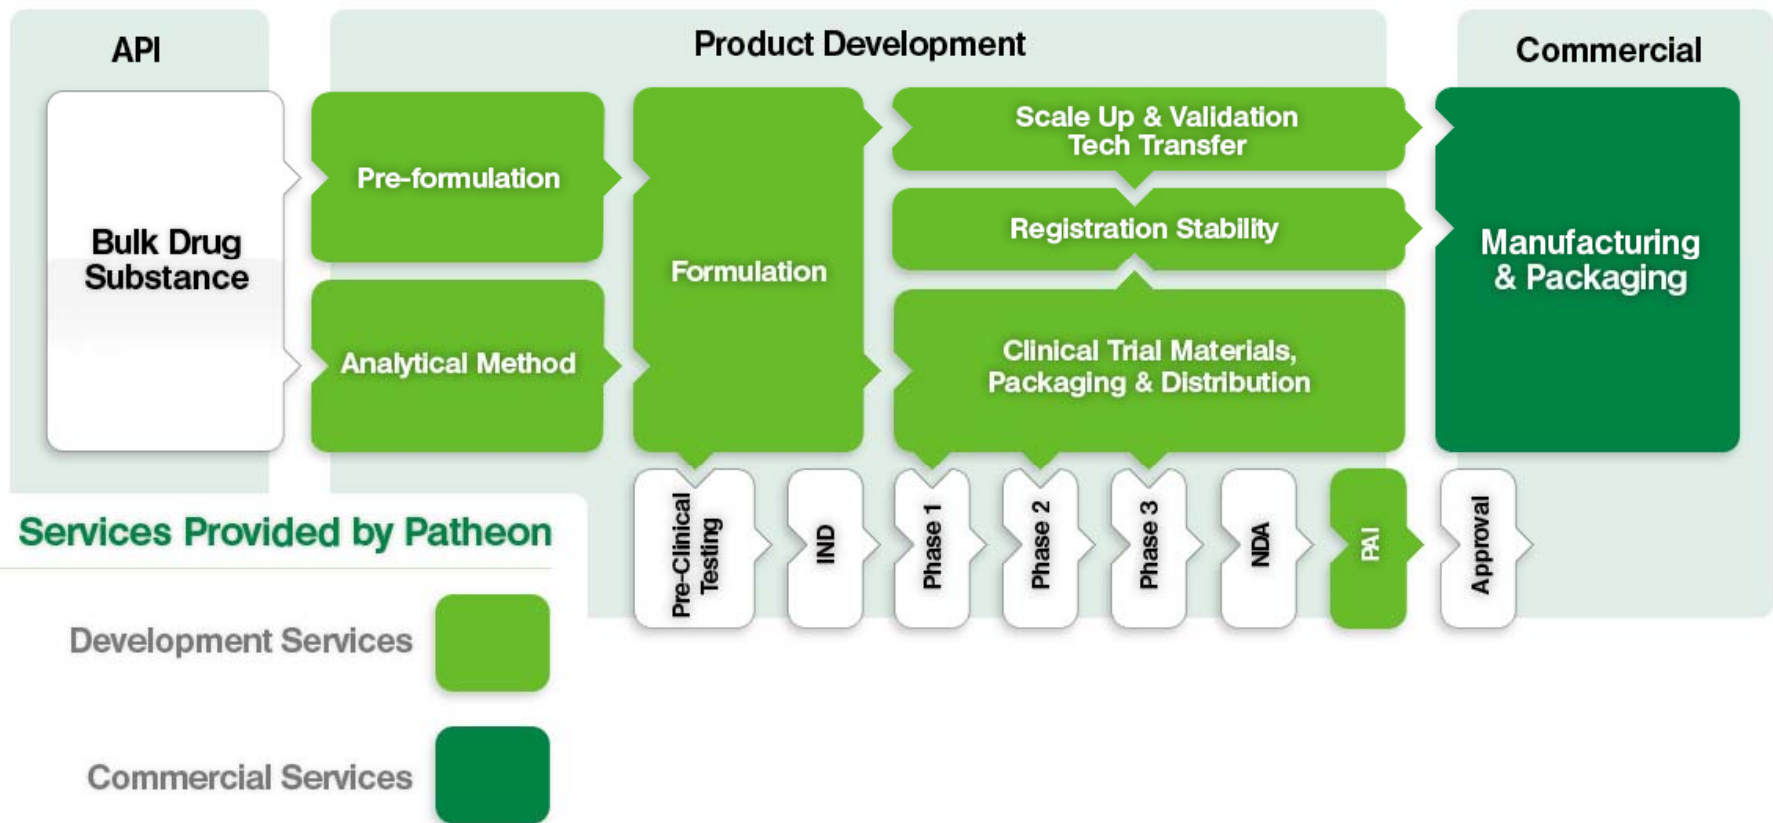 API
Product Development
Commercial
Bulk Drug
Substance
Pre-formulation
Analytical Method
Formulation
Scale Up & Validation
Tech Transfer
Registration Stability
Clinical Trial Materials,
Packaging & Distribution
Manufacturing
& Packaging
Pre-Clinical
Testing
IND
Phase 1
Phase 2
Phase 3
NDA
PAI
Approval
Services Provided by Patheon
Development Services
Commercial Services